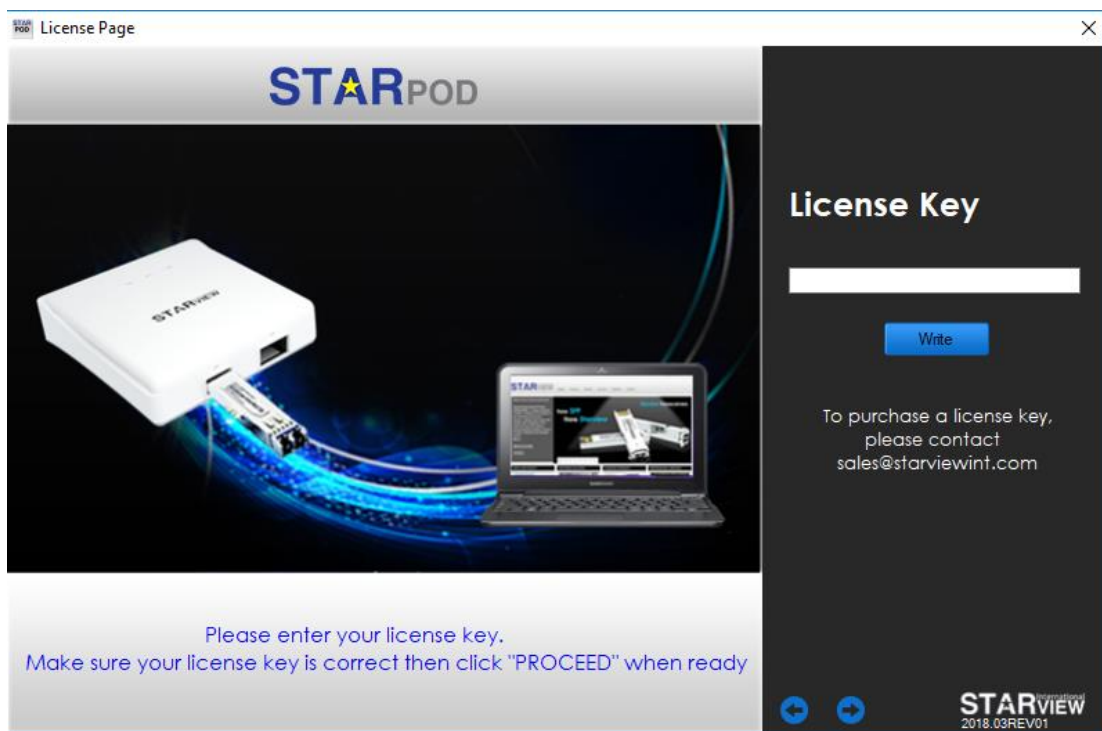 STAR POD
License Page
STARPOD
License Key
STARVIEW
Write
To purchase a license key,
please contact
sales@starviewint.com
STARVIEW
Please enter your license key.
Make sure your license key is correct then click "PROCEED" when ready
International
STARVIEW
2018.03REV01